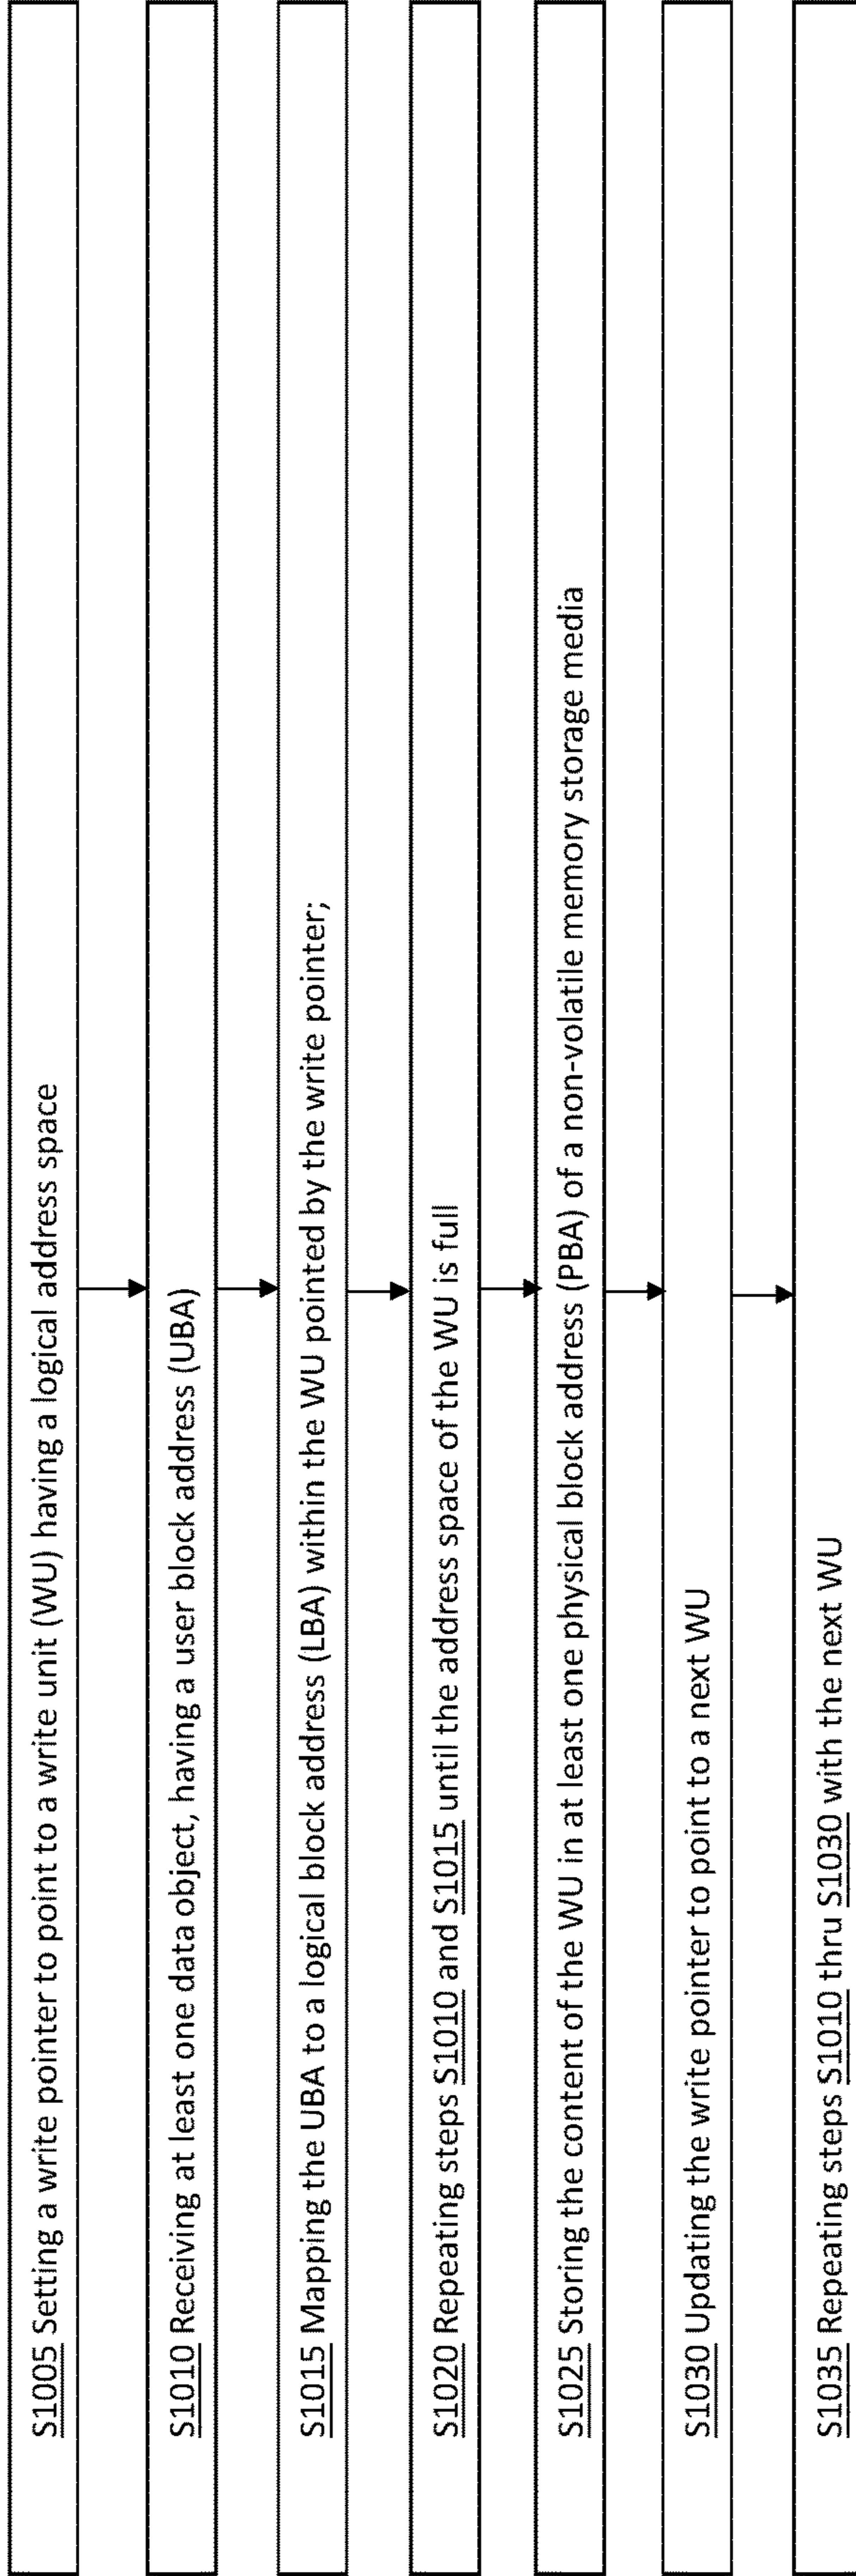 S1005 Setting a write pointer to point to a write unit (WU) having a logical address space
S1010 Receiving at least one data object, having a user block address (UBA)
S1015 Mapping the UBA to a logical block address (LBA) within the WU pointed by the write pointer;
S1020 Repeating steps S1010 and S1015 until the address space of the WU is full
S1025 Storing the content of the WU in at least one physical block address (PBA) of a non-volatile memory storage media
S1030 Updating the write pointer to point to a next WU
S1035 Repeating steps S1010 thru S1030 with the next WU